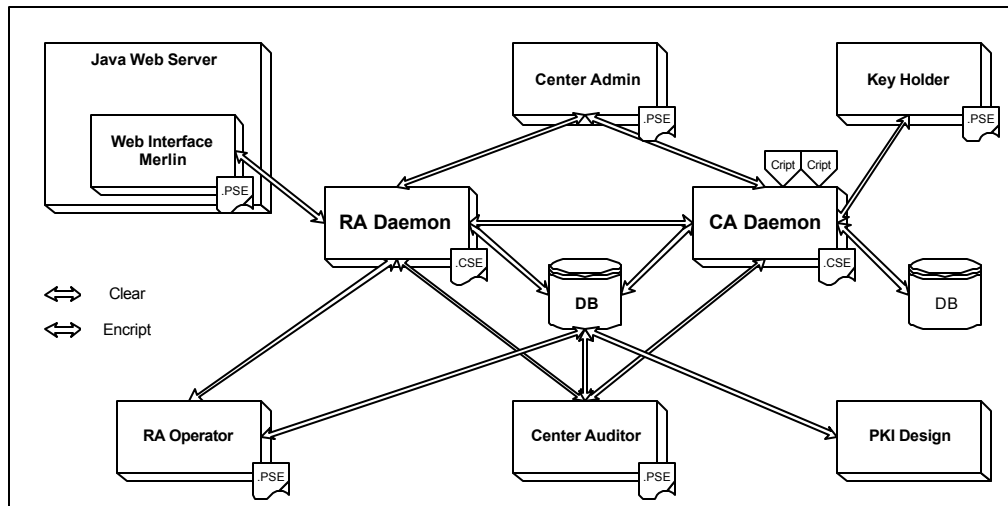 Java Web Server
Center Admin
Key Holder
.PSE
.PSE
Web Interface
Merlin
.PSE
Cript
Cript
RA Daemon
CA Daemon
.CSE
.CSE
DB
DB
Clear
Encript
RA Operator
Center Auditor
PKI Design
.PSE
.PSE